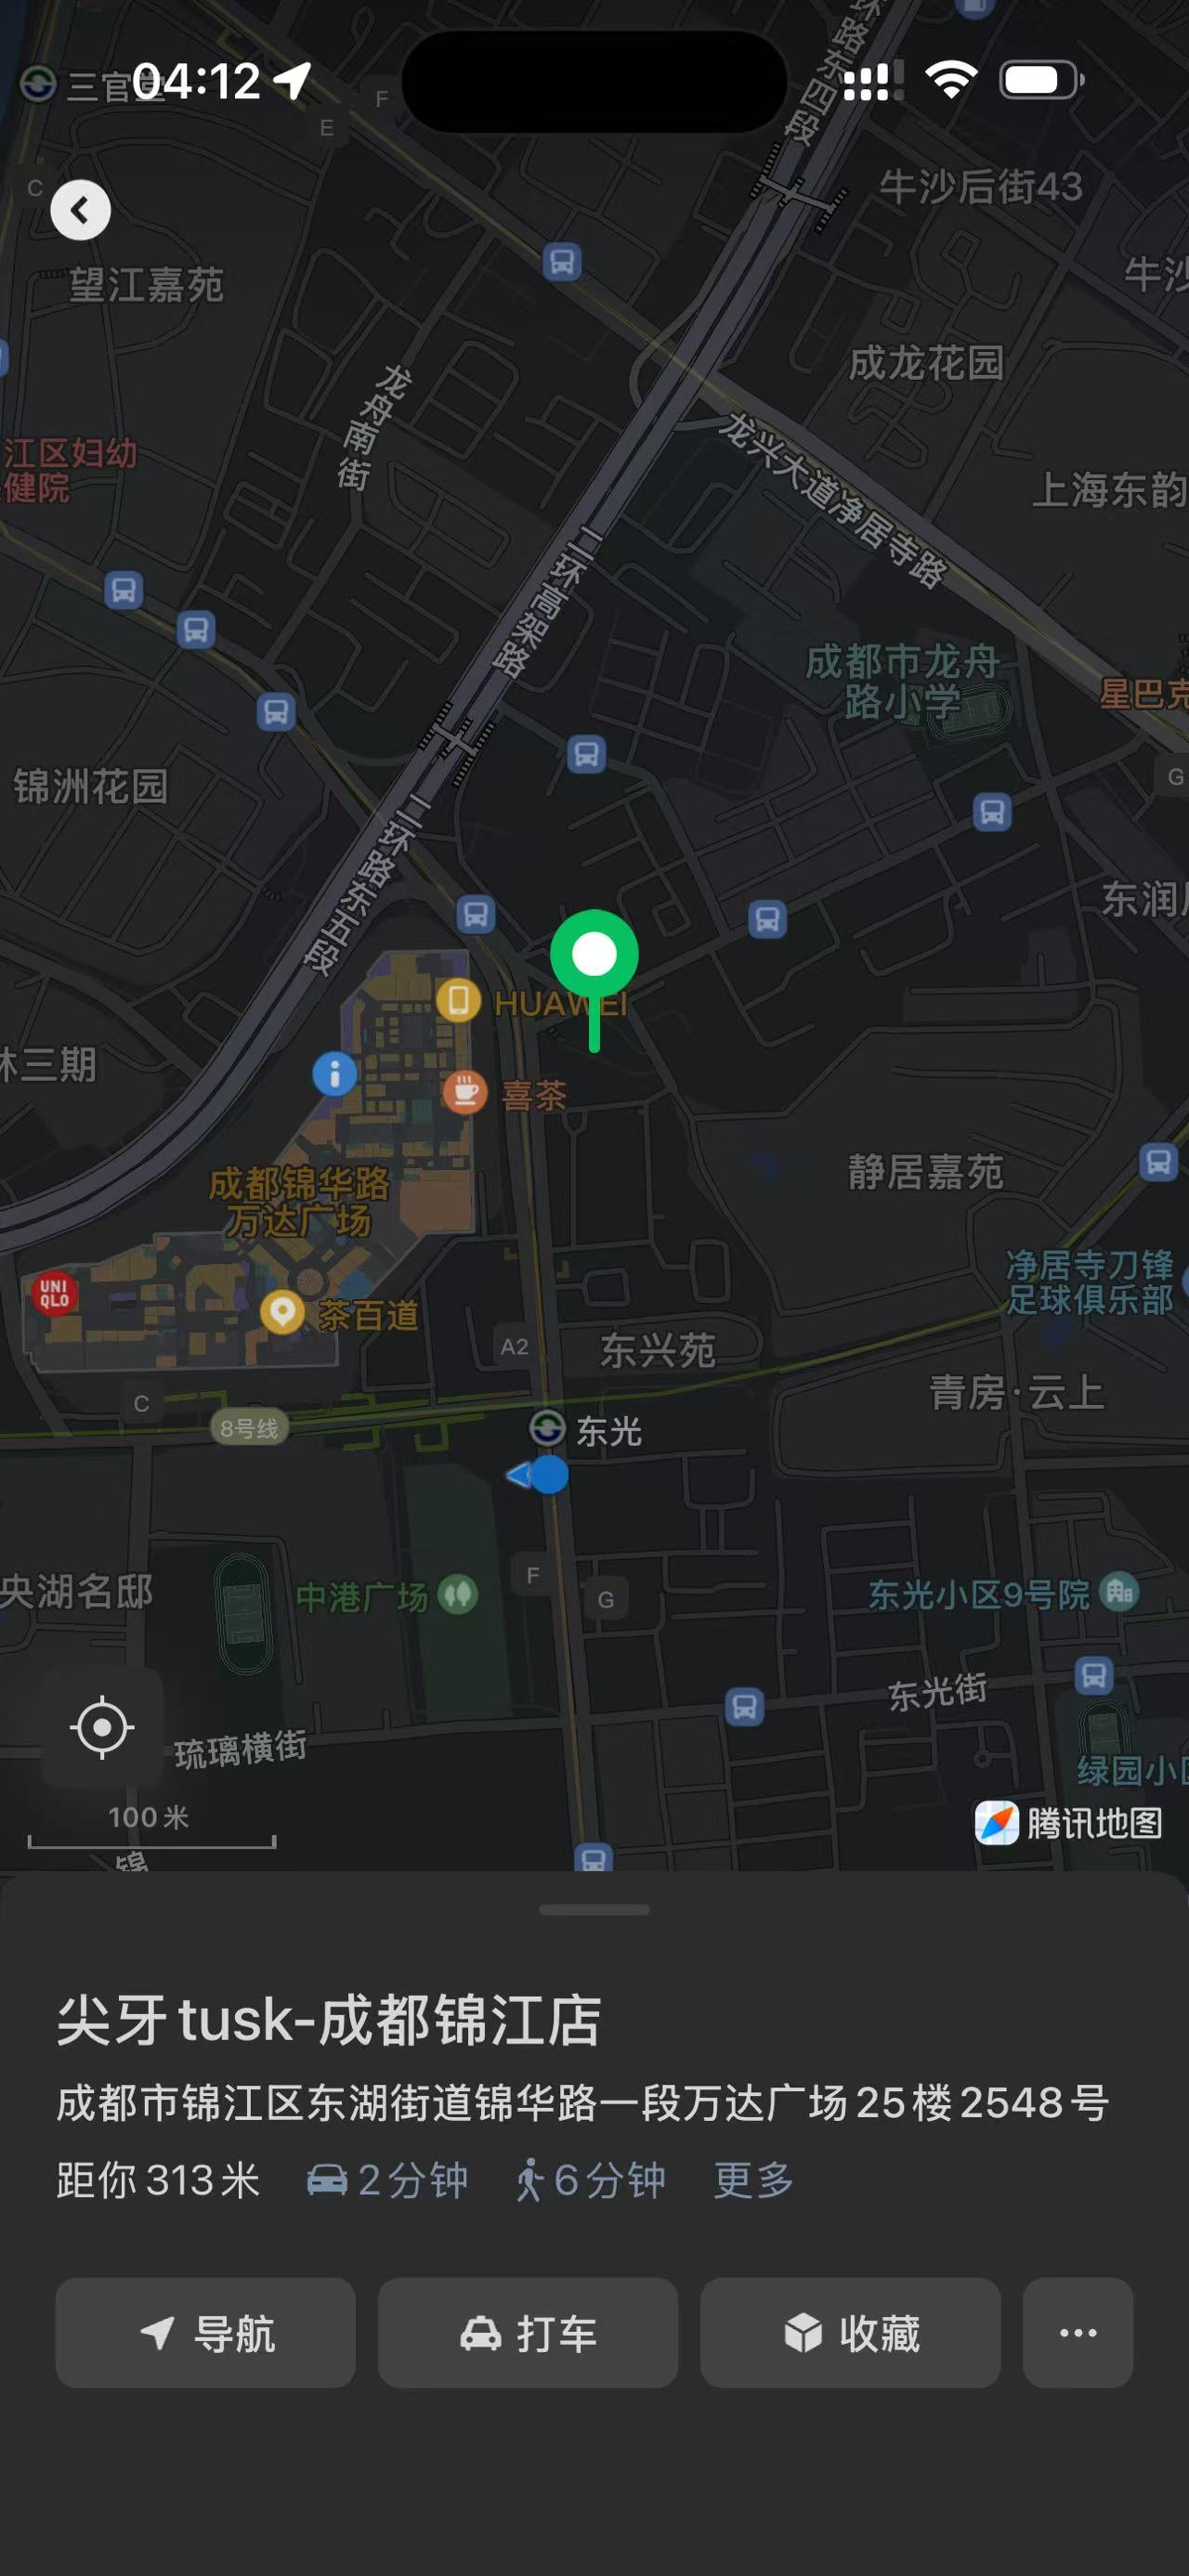 三官堂
04:12
F
E
C
环路东四段
牛沙后街43
牛沙
望江嘉苑
成龙花园
龙舟南街
江区妇幼
健院
龙兴大道净居寺路
上海东韵
二环高架路
成都市龙舟
路小学
星巴克
G
锦洲花园
二环路东五段
东润
HUAWEI
林三期
喜茶
静居嘉苑
成都锦华路
万达广场
净居寺刀锋
足球俱乐部
UNI
QLO
茶百道
A2
东兴苑
青房·云上
C
8号线
东光
央湖名邸
中港广场
F
G
东光小区9号院
东光街
琉璃横街
绿园小区
100米
腾讯地图
锦
尖牙tusk-成都锦江店
成都市锦江区东湖街道锦华路一段万达广场25楼2548号
距你313米 2分钟 6分钟 更多
导航 打车 收藏